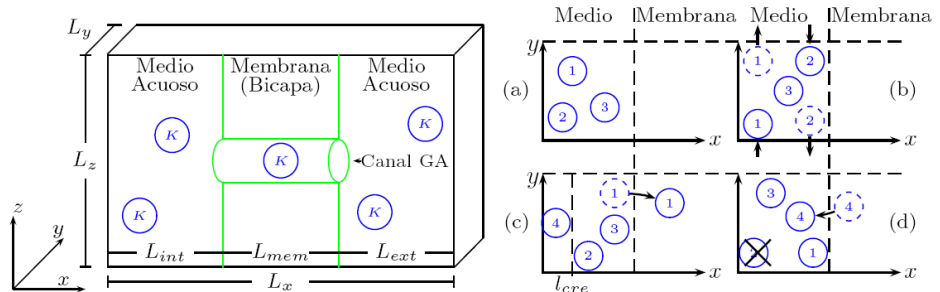 L_y
Medio Acuoso
Membrana (Bicapa)
Medio Acuoso
K
K
K
K
K
L_z
Canal GA
z
y
x
L_int
L_mem
L_ext
L_x
Medio
Membrana
y
(a)
1
2
3
x
Medio
Membrana
y
1
2
3
1
2
(b)
x
y
(c)
1
1
4
3
2
l_cre
x
y
3
4
4
(d)
2
1
x